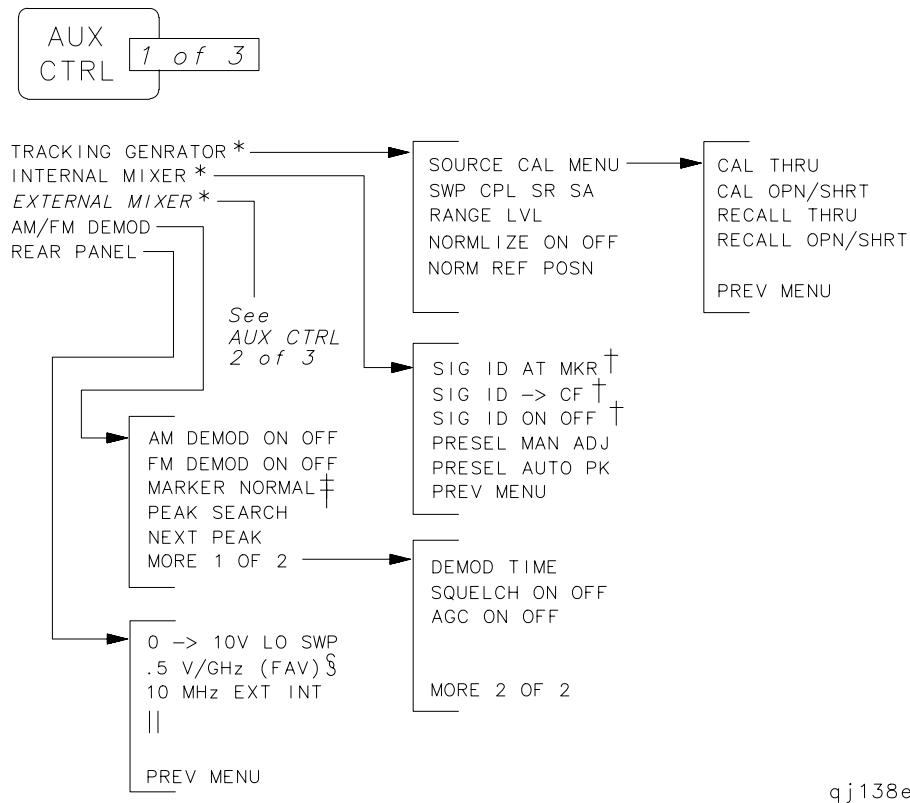 AUX
CTRL
1 of 3
TRACKING GENRATOR*
INTERNAL MIXER*
EXTERNAL MIXER*
AM/FM DEMOD
REAR PANEL
See
AUX CTRL
2 of 3
SOURCE CAL MENU
SWP CPL SR SA
RANGE LVL
NORMLIZE ON OFF
NORM REF POSN
CAL THRU
CAL OPN/SHRT
RECALL THRU
RECALL OPN/SHRT
PREV MENU
SIG ID AT MKR†
SIG ID -> CF†
SIG ID ON OFF†
PRESEL MAN ADJ
PRESEL AUTO PK
PREV MENU
AM DEMOD ON OFF
FM DEMOD ON OFF
MARKER NORMAL‡
PEAK SEARCH
NEXT PEAK
MORE 1 OF 2
DEMOD TIME
SQUELCH ON OFF
AGC ON OFF
MORE 2 OF 2
0 -> 10V LO SWP
.5 V/GHz (FAV)§
10 MHz EXT INT
||
PREV MENU
qj138e